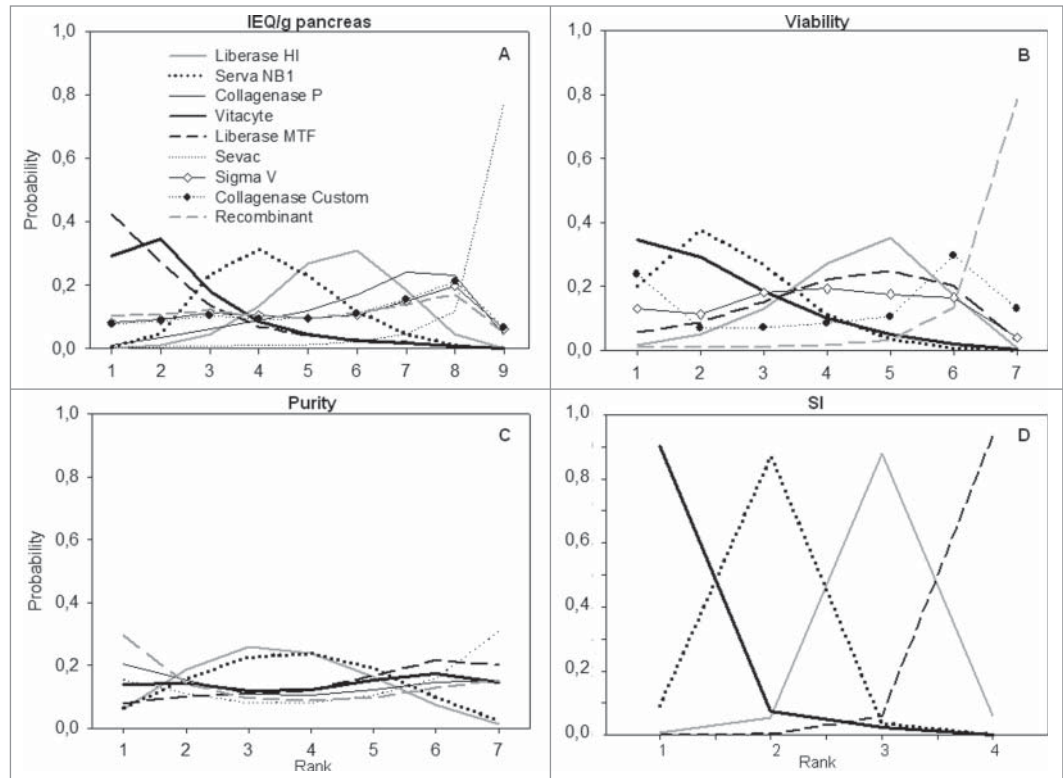 IEQ/g pancreas
A
1,0
0,8
0,6
0,4
0,2
0,0
Probability
Liberase HI
Serva NB1
Collagenase P
Vitacyte
Liberase MTF
Sevac
Sigma V
Collagenase Custom
Recombinant
1 2 3 4 5 6 7 8 9
Viability
B
1,0
0,8
0,6
0,4
0,2
0,0
1 2 3 4 5 6 7
Purity
C
1,0
0,8
0,6
0,4
0,2
0,0
Probability
1 2 3 4 5 6 7
Rank
SI
D
1,0
0,8
0,6
0,4
0,2
0,0
1 2 3 4
Rank